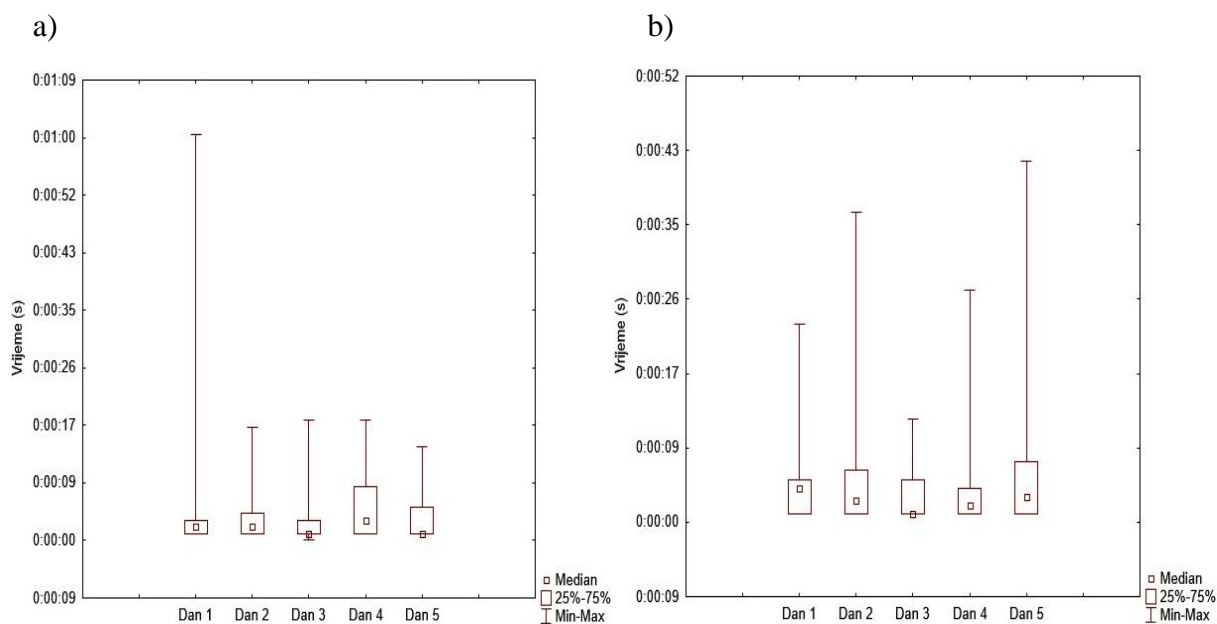 a)
0:01:09
0:01:00
0:00:52
0:00:43
0:00:35
0:00:26
0:00:17
0:00:09
0:00:00
0:00:09
Vrijeme (s)
Dan 1 Dan 2 Dan 3 Dan 4 Dan 5
Median
25%-75%
Min-Max
b)
0:00:52
0:00:43
0:00:35
0:00:26
0:00:17
0:00:09
0:00:00
0:00:09
Vrijeme (s)
Dan 1 Dan 2 Dan 3 Dan 4 Dan 5
Median
25%-75%
Min-Max